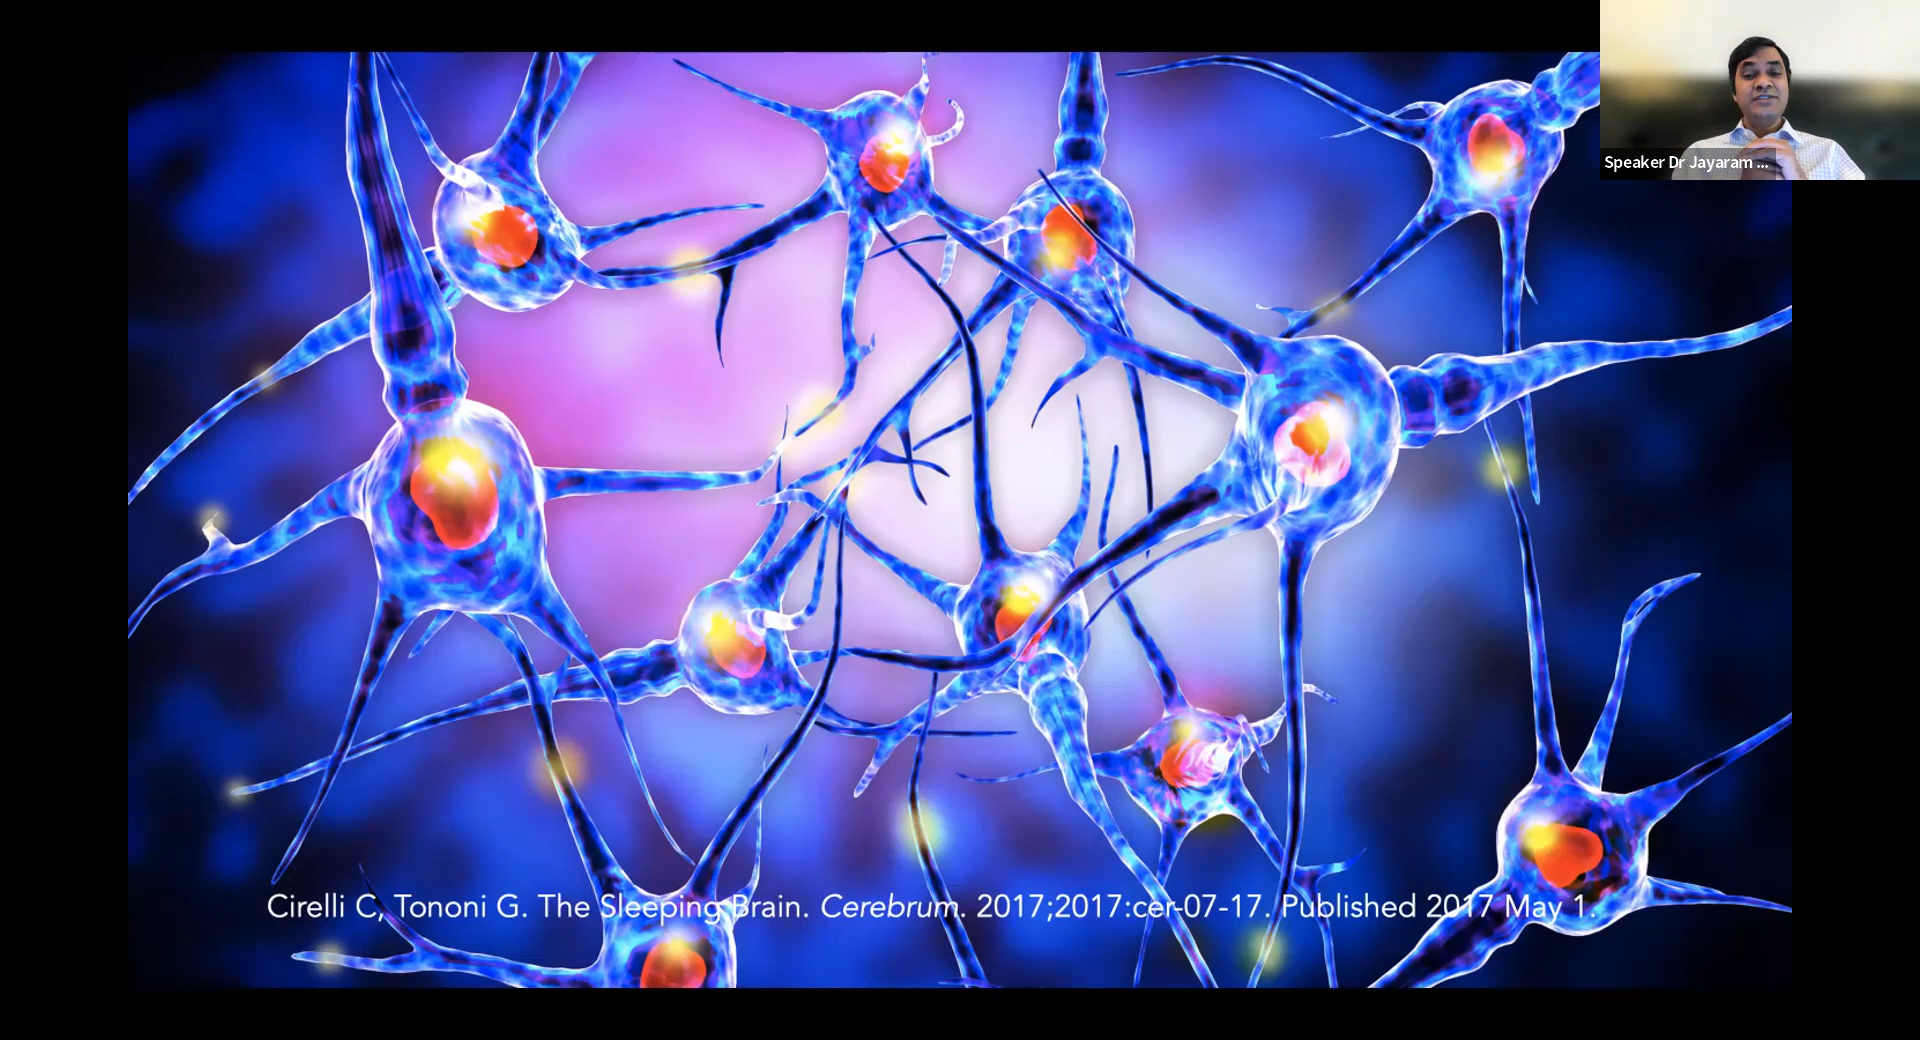 Speaker Dr Jayaram ...
Cirelli C, Tononi G. The Sleeping Brain. Cerebrum. 2017;2017:cer-07-17. Published 2017 May 1.